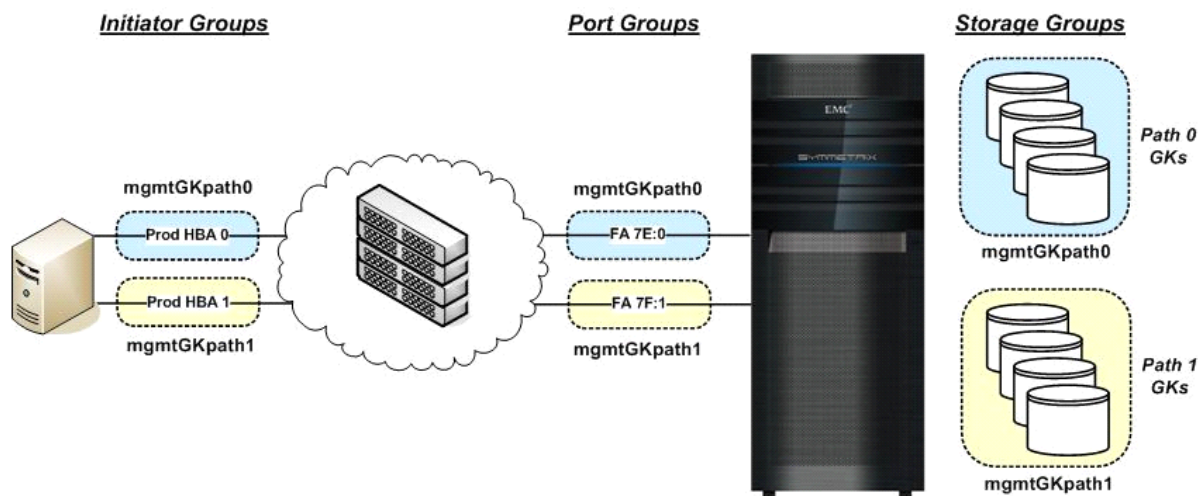 Initiator Groups
Port Groups
Storage Groups
EMC²
SYMMETRIX
Path 0
GKs
mgmtGKpath0
mgmtGKpath0
Prod HBA 0
FA 7E:0
mgmtGKpath0
Prod HBA 1
FA 7F:1
mgmtGKpath1
mgmtGKpath1
Path 1
GKs
mgmtGKpath1